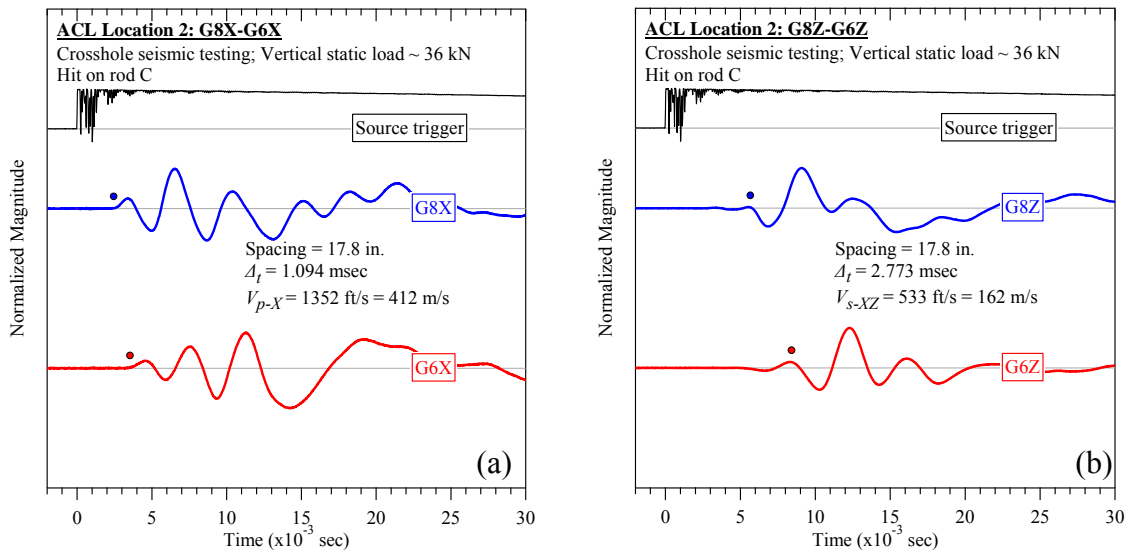 ACL Location 2: G8X-G6X
Crosshole seismic testing; Vertical static load ~ 36 kN
Hit on rod C
Source trigger
G8X
Spacing = 17.8 in.
Δt = 1.094 msec
Vp-X = 1352 ft/s = 412 m/s
G6X
(a)
Normalized Magnitude
0 5 10 15 20 25 30
Time (x10-3 sec)
ACL Location 2: G8Z-G6Z
Crosshole seismic testing; Vertical static load ~ 36 kN
Hit on rod C
Source trigger
G8Z
Spacing = 17.8 in.
Δt = 2.773 msec
Vs-XZ = 533 ft/s = 162 m/s
G6Z
(b)
Normalized Magnitude
0 5 10 15 20 25 30
Time (x10-3 sec)